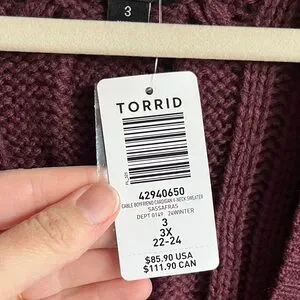 3
TORRID
42940650
CABLE BOYFRIEND CARDIGAN V-NECK SWEATER
SASSAFRAS
DEPT 0149 24WINTER
3
3X
22-24
$85.90 USA
$111.90 CAN